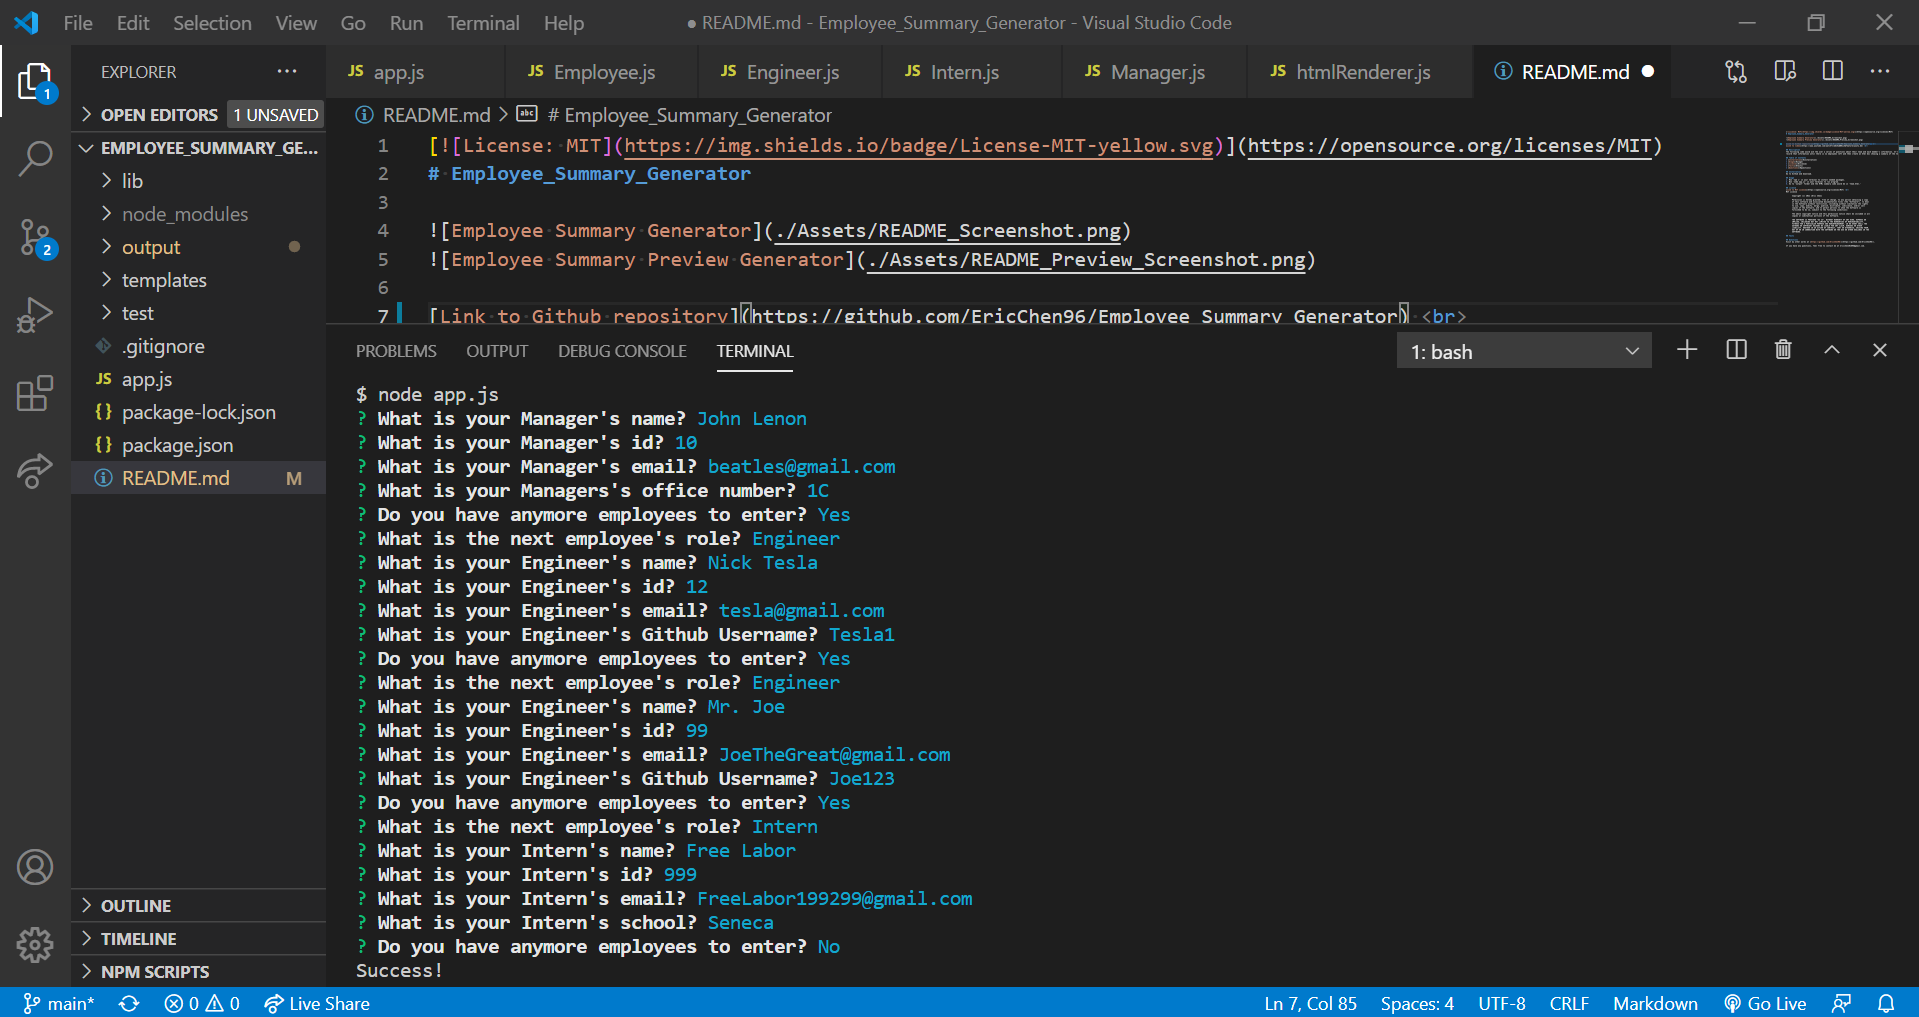 File Edit Selection View Go Run Terminal Help ● README.md - Employee_Summary_Generator - Visual Studio Code
EXPLORER ···
JS app.js JS Employee.js JS Engineer.js JS Intern.js JS Manager.js JS htmlRenderer.js README.md ●
1
OPEN EDITORS 1 UNSAVED
README.md > abc # Employee_Summary_Generator
EMPLOYEE_SUMMARY_GE...
lib
node_modules
output
templates
test
.gitignore
JS app.js
{} package-lock.json
{} package.json
README.md M
2
OUTLINE
TIMELINE
NPM SCRIPTS
1 [![License: MIT](https://img.shields.io/badge/License-MIT-yellow.svg)](https://opensource.org/licenses/MIT)
2 # Employee_Summary_Generator
3
4 ![Employee Summary Generator](./Assets/README_Screenshot.png)
5 ![Employee Summary Preview Generator](./Assets/README_Preview_Screenshot.png)
6
7 [Link to Github repository](https://github.com/EricChen96/Employee_Summary_Generator) <br>
PROBLEMS OUTPUT DEBUG CONSOLE TERMINAL 1: bash
$ node app.js
? What is your Manager's name? John Lenon
? What is your Manager's id? 10
? What is your Manager's email? beatles@gmail.com
? What is your Managers's office number? 1C
? Do you have anymore employees to enter? Yes
? What is the next employee's role? Engineer
? What is your Engineer's name? Nick Tesla
? What is your Engineer's id? 12
? What is your Engineer's email? tesla@gmail.com
? What is your Engineer's Github Username? Tesla1
? Do you have anymore employees to enter? Yes
? What is the next employee's role? Engineer
? What is your Engineer's name? Mr. Joe
? What is your Engineer's id? 99
? What is your Engineer's email? JoeTheGreat@gmail.com
? What is your Engineer's Github Username? Joe123
? Do you have anymore employees to enter? Yes
? What is the next employee's role? Intern
? What is your Intern's name? Free Labor
? What is your Intern's id? 999
? What is your Intern's email? FreeLabor199299@gmail.com
? What is your Intern's school? Seneca
? Do you have anymore employees to enter? No
Success!
main* 0 0 Live Share Ln 7, Col 85 Spaces: 4 UTF-8 CRLF Markdown Go Live